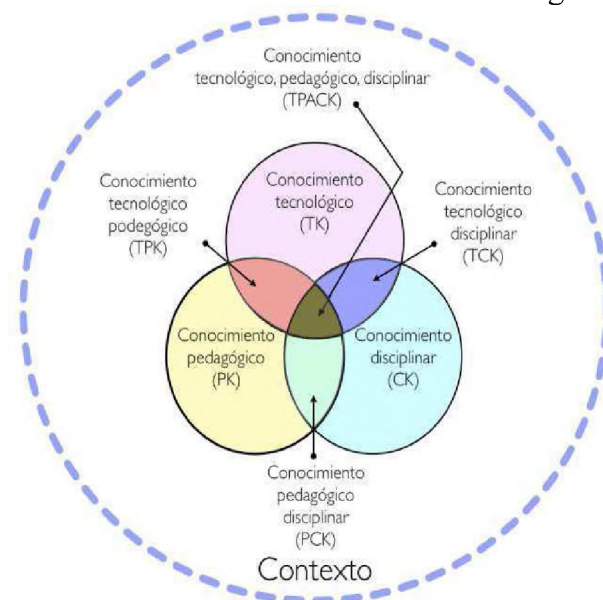 Conocimiento
tecnológico, pedagógico, disciplinar
(TPACK)
Conocimiento
tecnológico
podegógico
(TPK)
Conocimiento
tecnológico
(TK)
Conocimiento
tecnológico
disciplinar
(TCK)
Conocimiento
pedagógico
(PK)
Conocimiento
disciplinar
(CK)
Conocimiento
pedagógico
disciplinar
(PCK)
Contexto